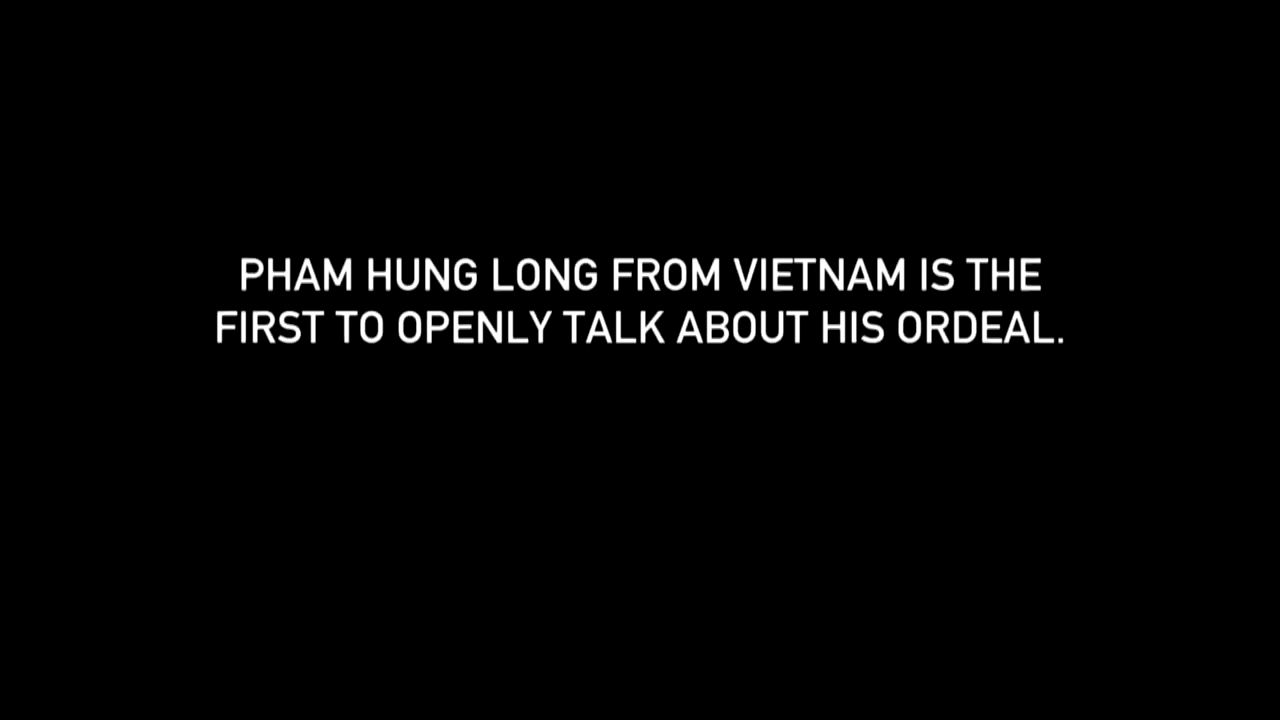 PHAM HUNG LONG FROM VIETNAM IS THE
FIRST TO OPENLY TALK ABOUT HIS ORDEAL.